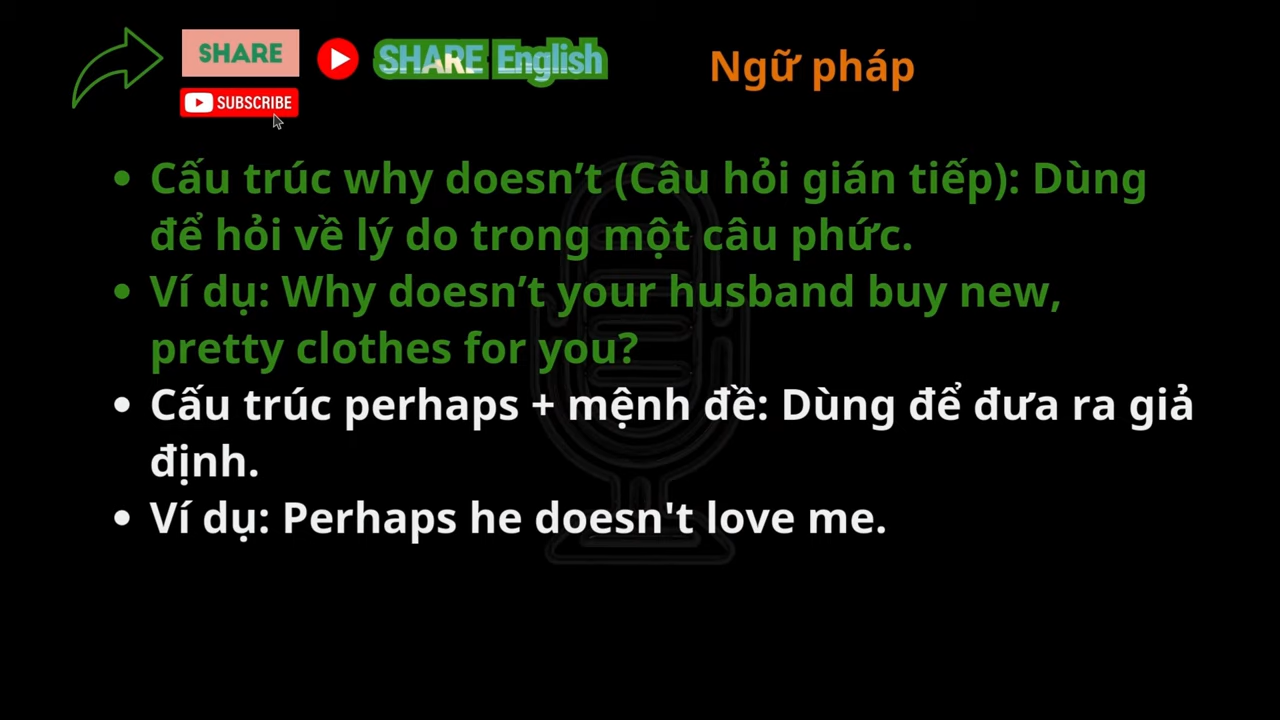 SHARE
SUBSCRIBE
SHARE English
Ngữ pháp
• Cấu trúc why doesn’t (Câu hỏi gián tiếp): Dùng
để hỏi về lý do trong một câu phức.
• Ví dụ: Why doesn’t your husband buy new,
pretty clothes for you?
• Cấu trúc perhaps + mệnh đề: Dùng để đưa ra giả
định.
• Ví dụ: Perhaps he doesn't love me.